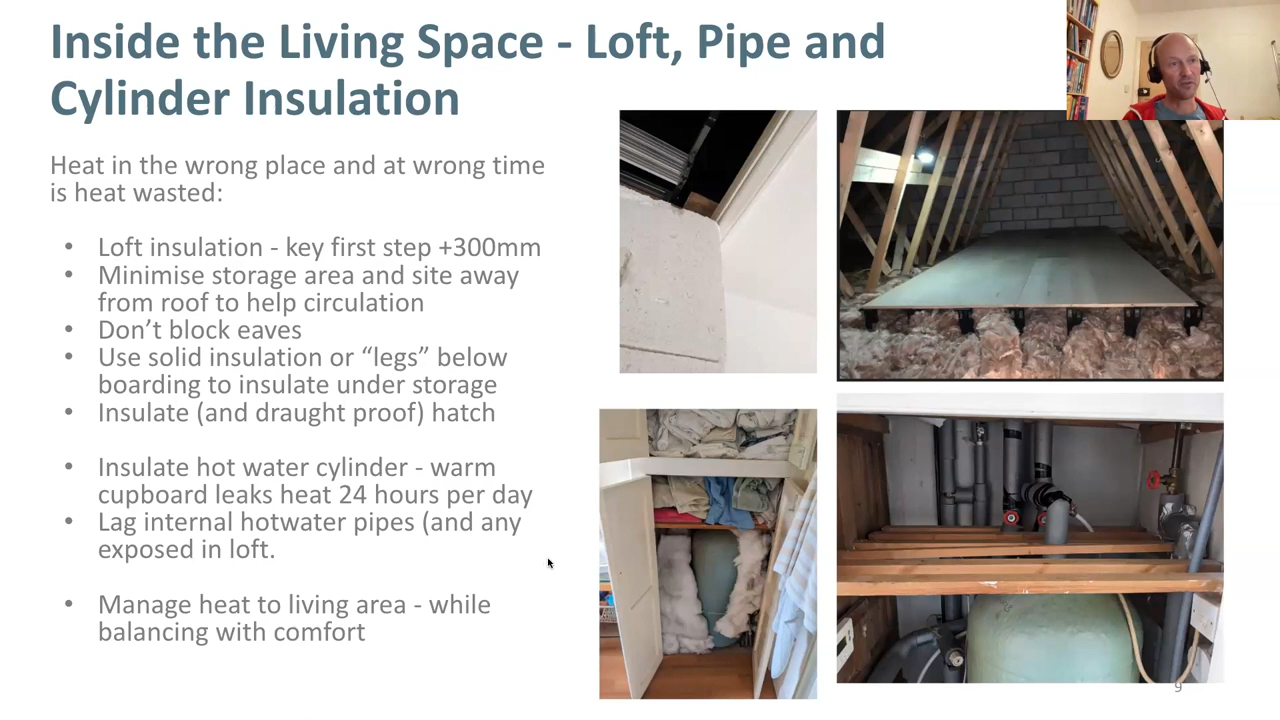 Inside the Living Space - Loft, Pipe and
Cylinder Insulation
Heat in the wrong place and at wrong time
is heat wasted:
• Loft insulation - key first step +300mm
• Minimise storage area and site away
from roof to help circulation
• Don’t block eaves
• Use solid insulation or “legs” below
boarding to insulate under storage
• Insulate (and draught proof) hatch
• Insulate hot water cylinder - warm
cupboard leaks heat 24 hours per day
• Lag internal hotwater pipes (and any
exposed in loft.
• Manage heat to living area - while
balancing with comfort
9